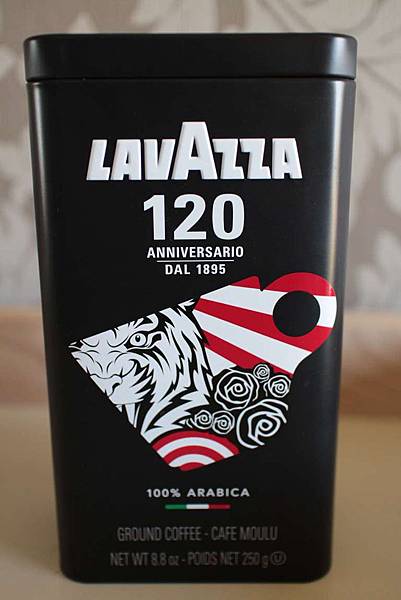 LAVAZZA
120
ANNIVERSARIO
DAL 1895
100% ARABICA
GROUND COFFEE - CAFE MOULU
NET WT 8.8 oz - POIDS NET 250 g Ⓤ